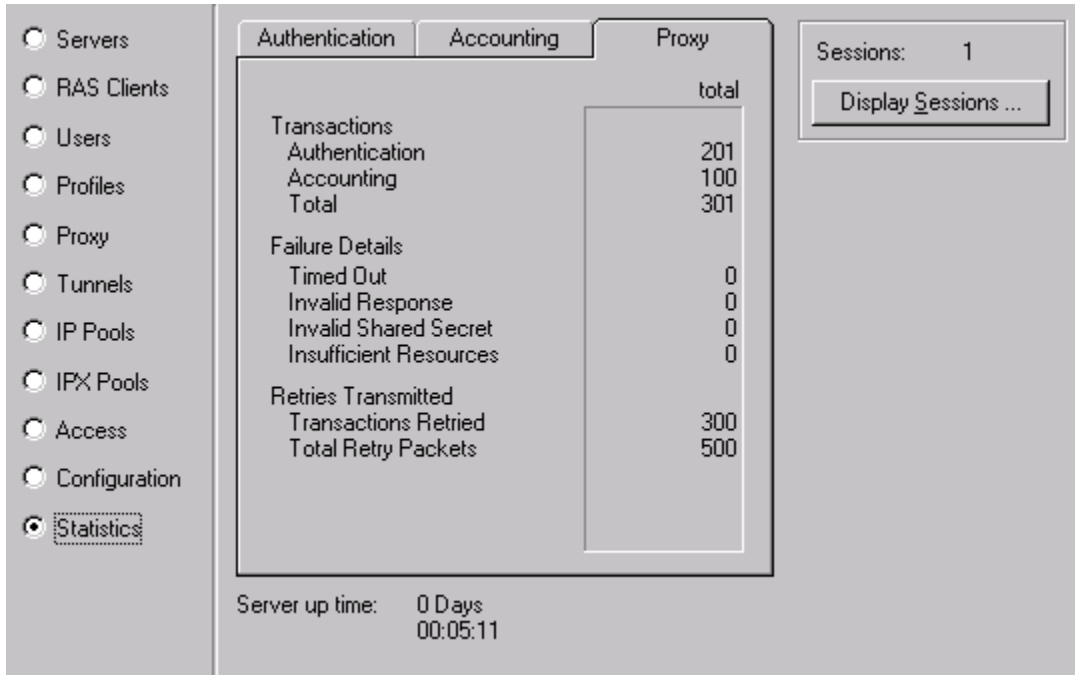 Servers
RAS Clients
Users
Profiles
Proxy
Tunnels
IP Pools
IPX Pools
Access
Configuration
Statistics
Authentication Accounting Proxy
total
Transactions
Authentication 201
Accounting 100
Total 301
Failure Details
Timed Out 0
Invalid Response 0
Invalid Shared Secret 0
Insufficient Resources 0
Retries Transmitted
Transactions Retried 300
Total Retry Packets 500
Server up time: 0 Days
00:05:11
Sessions: 1
Display Sessions ...